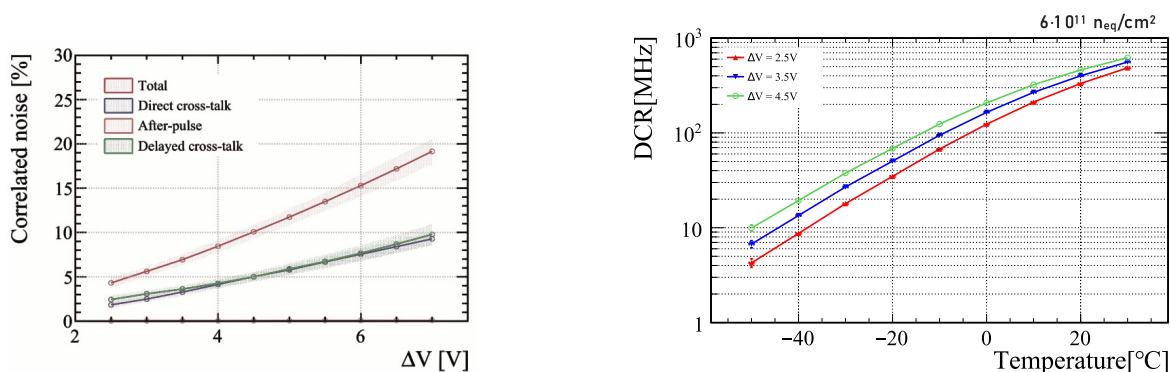 Correlated noise [%]
30
25
20
15
10
5
0
Total
Direct cross-talk
After-pulse
Delayed cross-talk
2
4
6
ΔV [V]
6·10¹¹ nₑq/cm²
DCR[MHz]
10³
10²
10
1
ΔV = 2.5V
ΔV = 3.5V
ΔV = 4.5V
−40
−20
0
20
Temperature[°C]